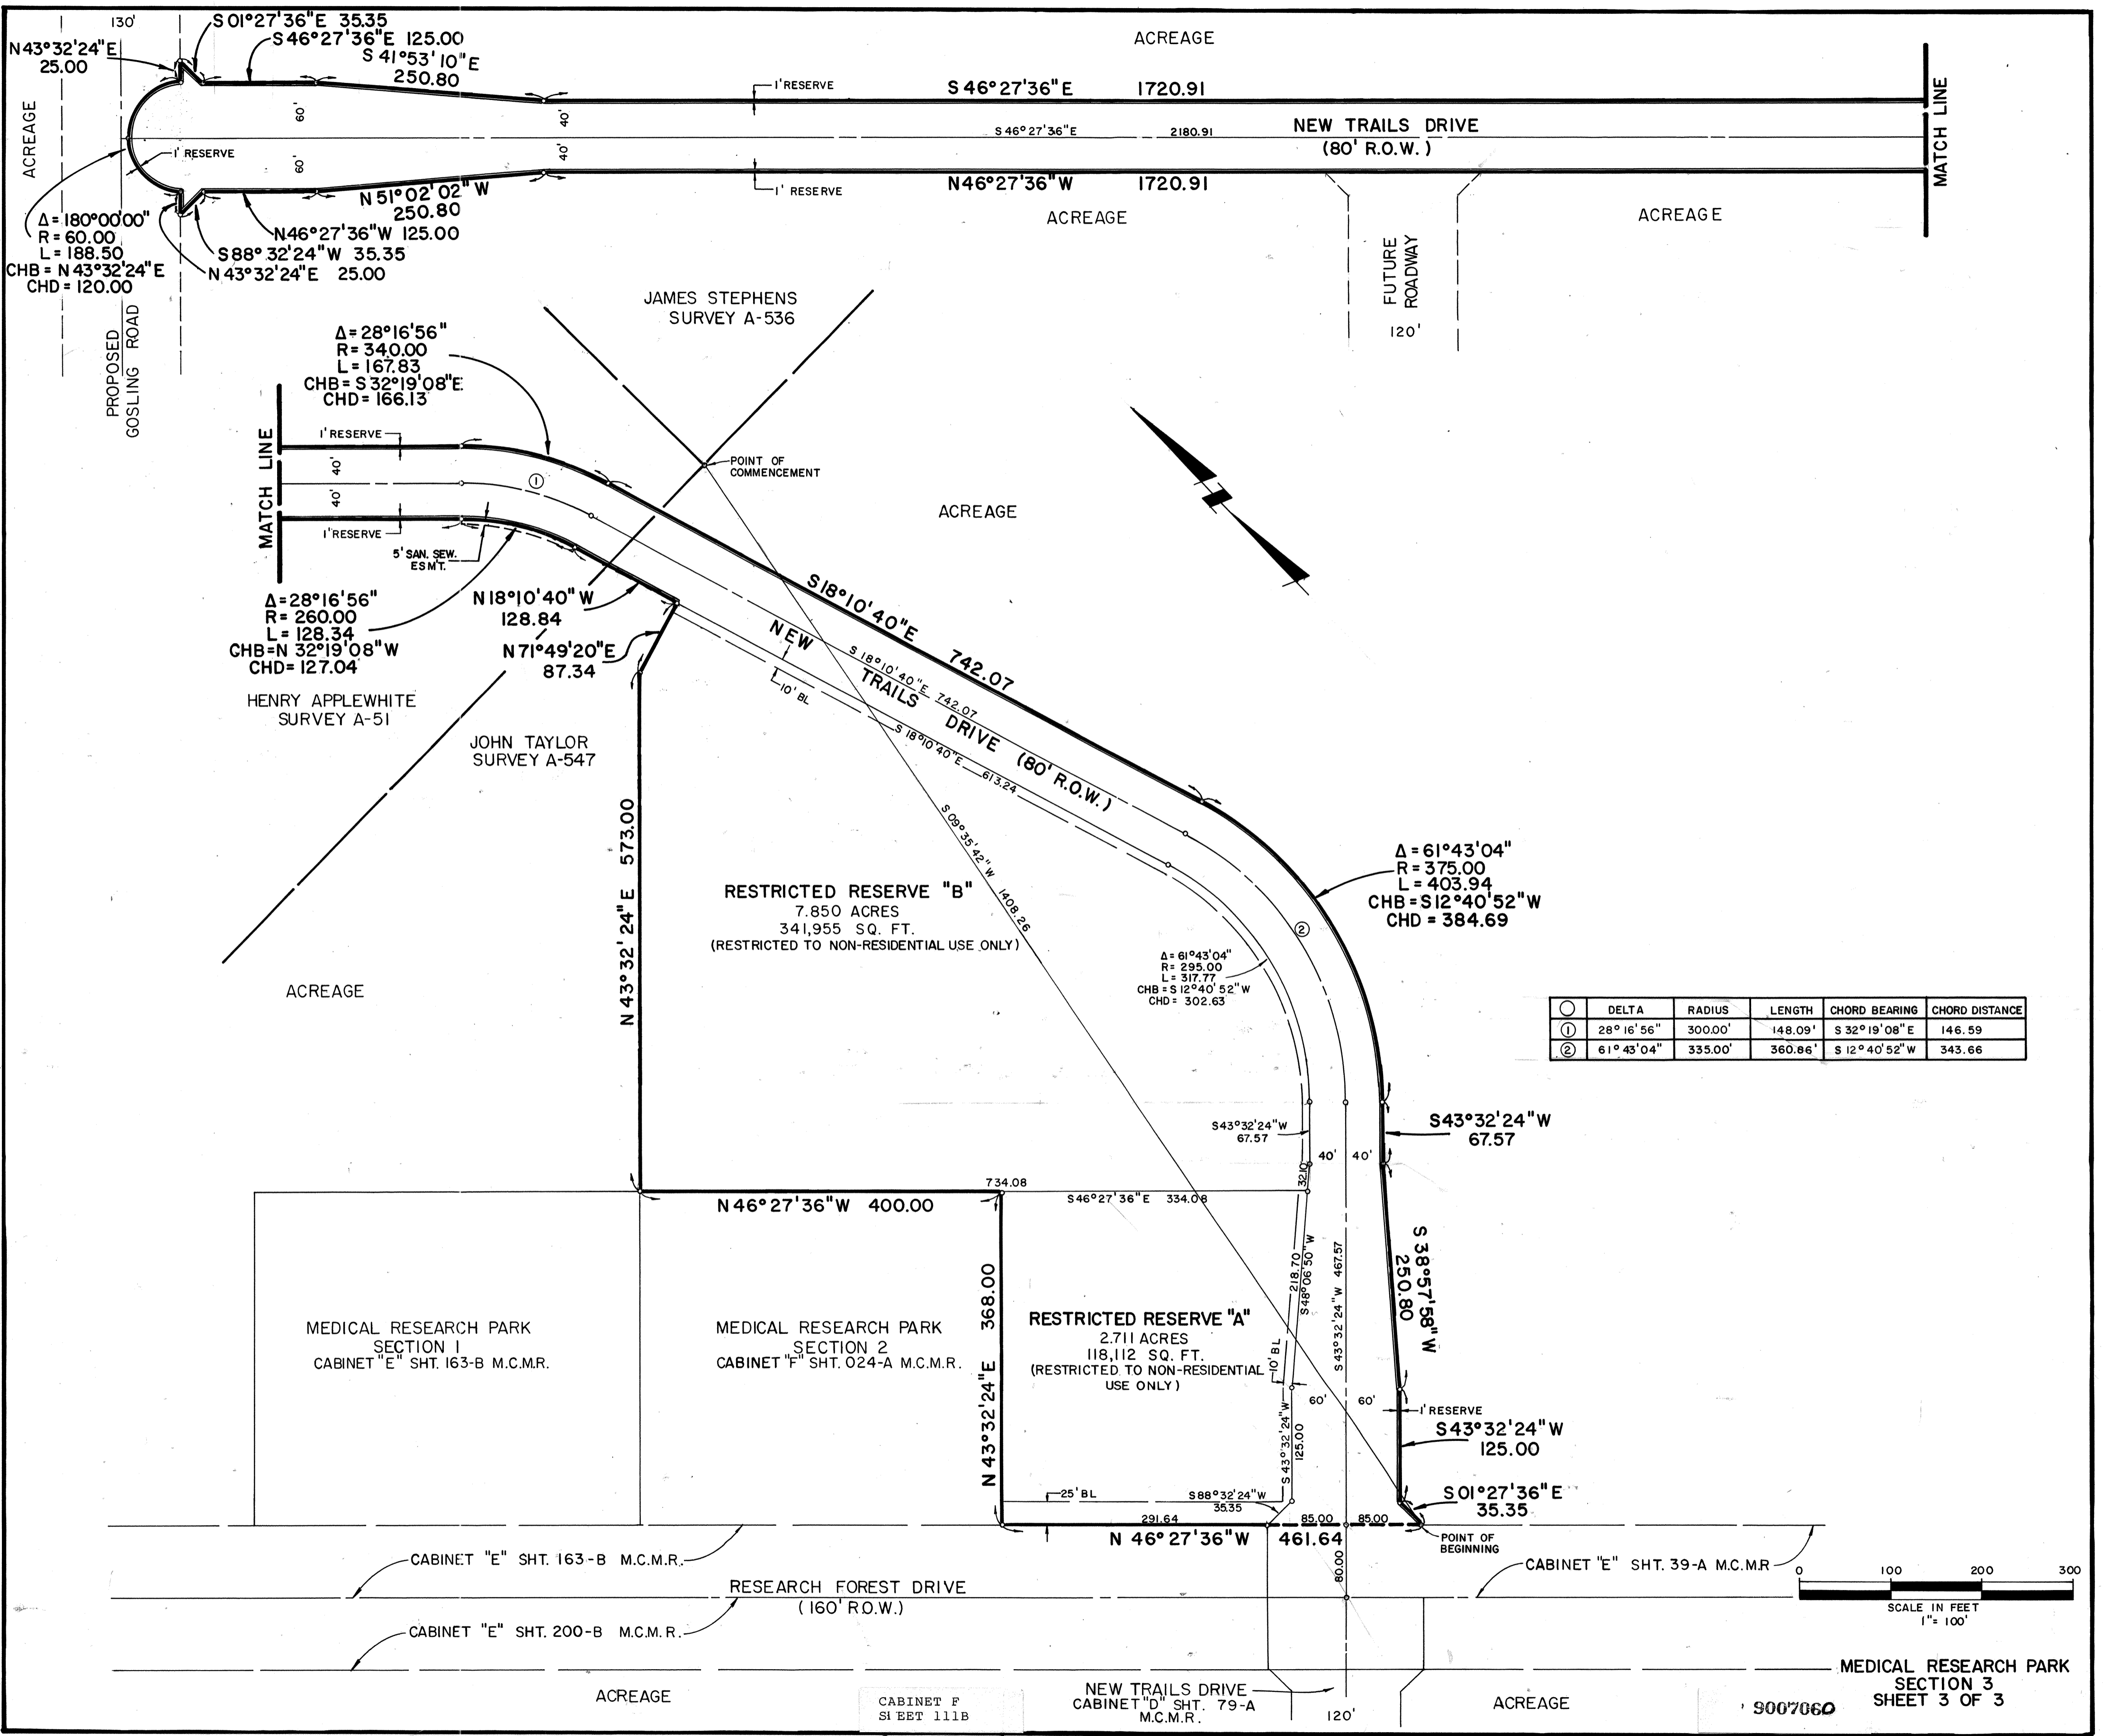 130'
S 01°27'36"E 35.35
S 46°27'36"E 125.00
S 41°53'10"E
250.80
N 43°32'24"E
25.00
ACREAGE
ACREAGE
1' RESERVE
S 46°27'36"E 1720.91
60'
40'
S 46°27'36"E 2180.91
NEW TRAILS DRIVE
(80' R.O.W.)
MATCH LINE
1' RESERVE
60'
40'
1' RESERVE
N 51°02'02"W
250.80
N46°27'36"W 1720.91
N46°27'36"W 125.00
S 88°32'24"W 35.35
N 43°32'24"E 25.00
Δ=180°00'00"
R=60.00
L=188.50
CHB=N 43°32'24"E
CHD=120.00
ACREAGE
ACREAGE
FUTURE
ROADWAY
120'
PROPOSED
GOSLING ROAD
JAMES STEPHENS
SURVEY A-536
Δ=28°16'56"
R=340.00
L=167.83
CHB=S 32°19'08"E
CHD=166.13
MATCH LINE
1' RESERVE
40'
40'
1
1' RESERVE
5' SAN. SEW.
ESM'T.
POINT OF
COMMENCEMENT
ACREAGE
Δ=28°16'56"
R=260.00
L=128.34
CHB=N 32°19'08"W
CHD=127.04
N 18°10'40"W
128.84
N 71°49'20"E
87.34
S 18°10'40"E 742.07
NEW TRAILS DRIVE (80' R.O.W.)
S 18°10'40"E 742.07
10' BL
S 18°10'40"E 613.24
S 09°35'42"W 1408.26
HENRY APPLEWHITE
SURVEY A-51
JOHN TAYLOR
SURVEY A-547
N 43°32'24"E 573.00
RESTRICTED RESERVE "B"
7.850 ACRES
341,955 SQ. FT.
(RESTRICTED TO NON-RESIDENTIAL USE ONLY)
ACREAGE
Δ=61°43'04"
R=375.00
L=403.94
CHB=S12°40'52"W
CHD=384.69
2
Δ=61°43'04"
R=295.00
L=317.77
CHB=S 12°40'52"W
CHD= 302.63
DELTA RADIUS LENGTH CHORD BEARING CHORD DISTANCE
1 28°16'56" 300.00' 148.09' S 32°19'08"E 146.59
2 61°43'04" 335.00' 360.86' S 12°40'52"W 343.66
S43°32'24"W
67.57
S43°32'24"W
67.57
40' 40'
32.10
734.08
N 46°27'36"W 400.00
S46°27'36"E 334.08
218.70
S48°06'50"W
S43°32'24"W 467.57
S 38°57'58"W
250.80
MEDICAL RESEARCH PARK
SECTION 1
CABINET "E" SHT. 163-B M.C.M.R.
MEDICAL RESEARCH PARK
SECTION 2
CABINET "F" SHT. 024-A M.C.M.R.
N 43°32'24"E 368.00
RESTRICTED RESERVE "A"
2.711 ACRES
118,112 SQ. FT.
(RESTRICTED TO NON-RESIDENTIAL
USE ONLY)
10' BL
60' 60'
1' RESERVE
S 43°32'24"W
125.00
S43°32'24"W
125.00
25' BL
S88°32'24"W
35.35
S 01°27'36"E
35.35
291.64
85.00 85.00
N 46°27'36"W 461.64
POINT OF
BEGINNING
80.00
CABINET "E" SHT. 163-B M.C.M.R.
CABINET "E" SHT. 39-A M.C.M.R
RESEARCH FOREST DRIVE
(160' R.O.W.)
CABINET "E" SHT. 200-B M.C.M.R.
0 100 200 300
SCALE IN FEET
1"= 100'
ACREAGE
CABINET F
SHEET 111B
NEW TRAILS DRIVE
CABINET "D" SHT. 79-A
M.C.M.R.
120'
ACREAGE
9007060
MEDICAL RESEARCH PARK
SECTION 3
SHEET 3 OF 3